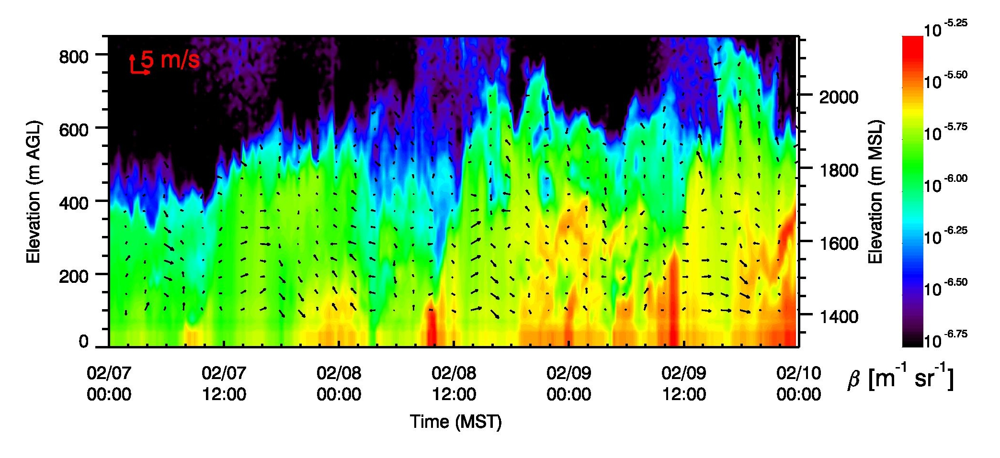 5 m/s
800
600
400
200
0
Elevation (m AGL)
2000
1800
1600
1400
Elevation (m MSL)
02/07 02/07 02/08 02/08 02/09 02/09 02/10
00:00 12:00 00:00 12:00 00:00 12:00 00:00
Time (MST)
10^-5.25
10^-5.50
10^-5.75
10^-6.00
10^-6.25
10^-6.50
10^-6.75
β [m^-1 sr^-1]